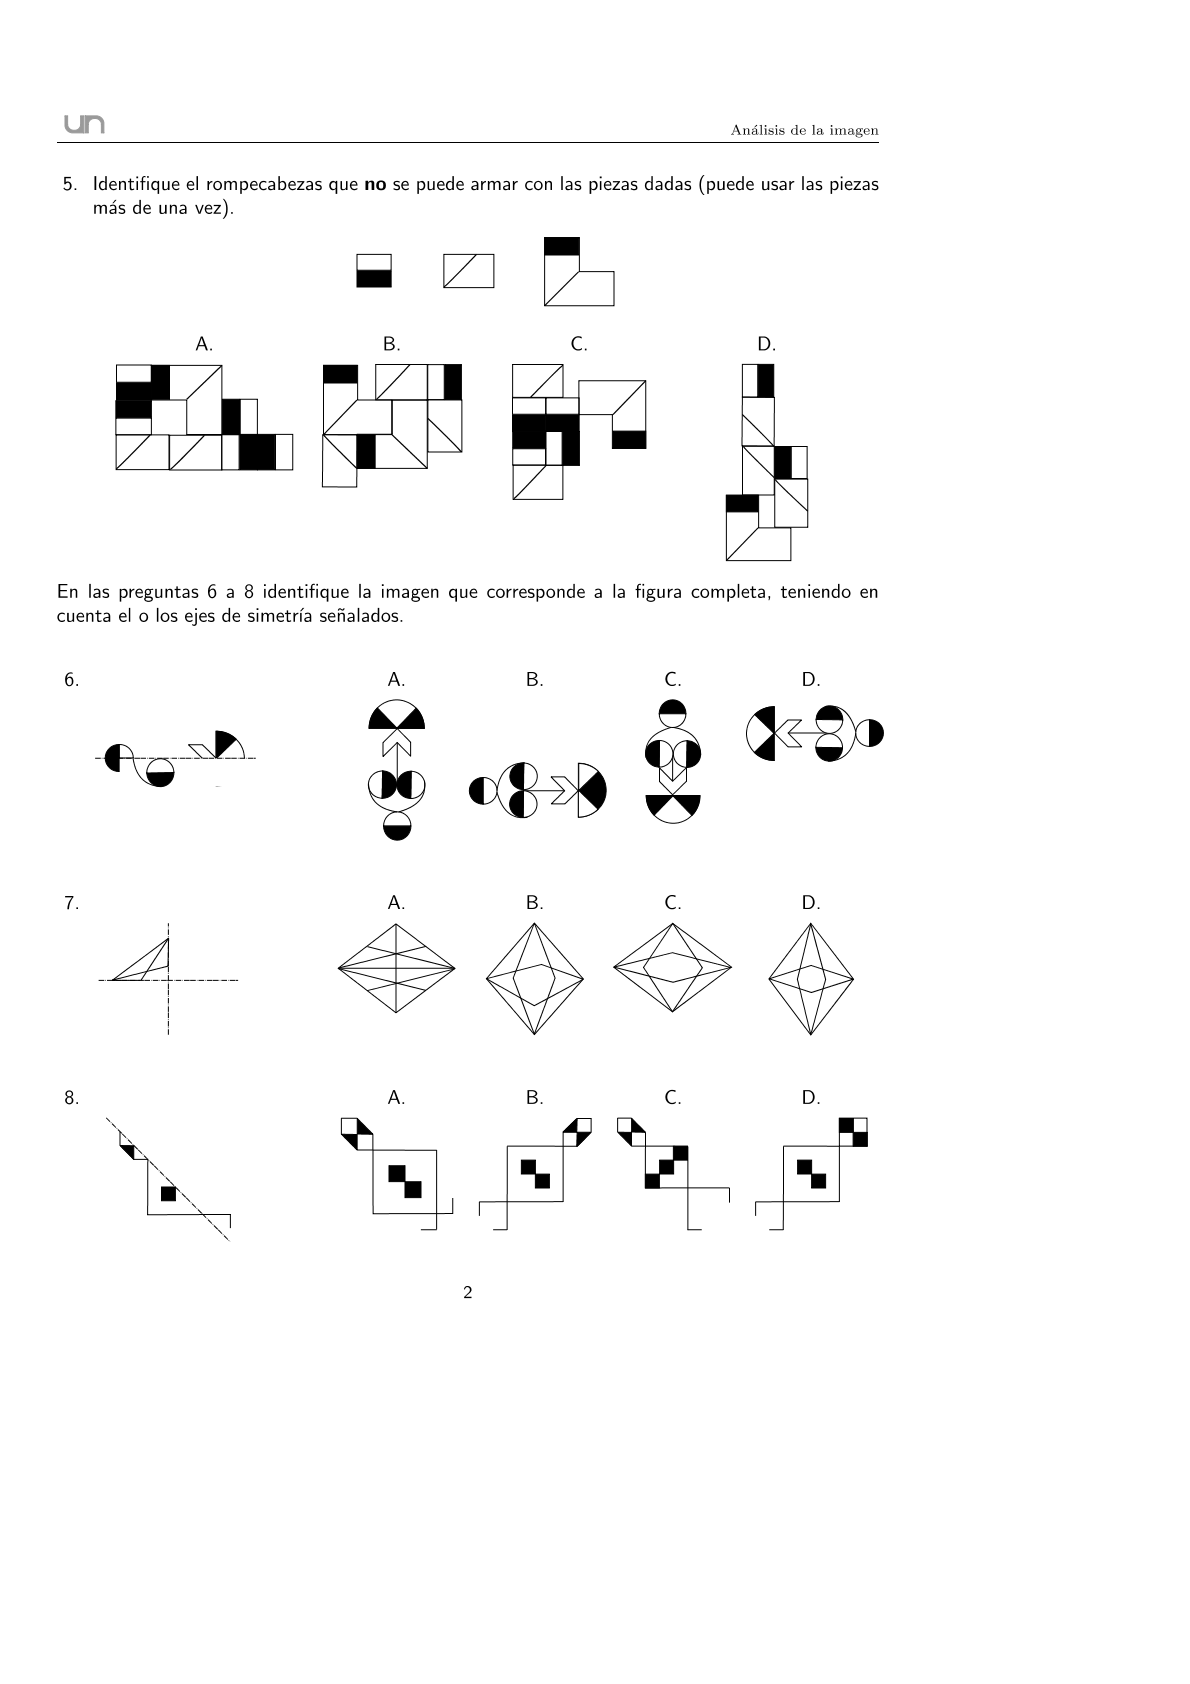 un
Análisis de la imagen
5. Identifique el rompecabezas que no se puede armar con las piezas dadas (puede usar las piezas
más de una vez).
A. B. C. D.
En las preguntas 6 a 8 identifique la imagen que corresponde a la figura completa, teniendo en
cuenta el o los ejes de simetría señalados.
6. A. B. C. D.
7. A. B. C. D.
8. A. B. C. D.
2